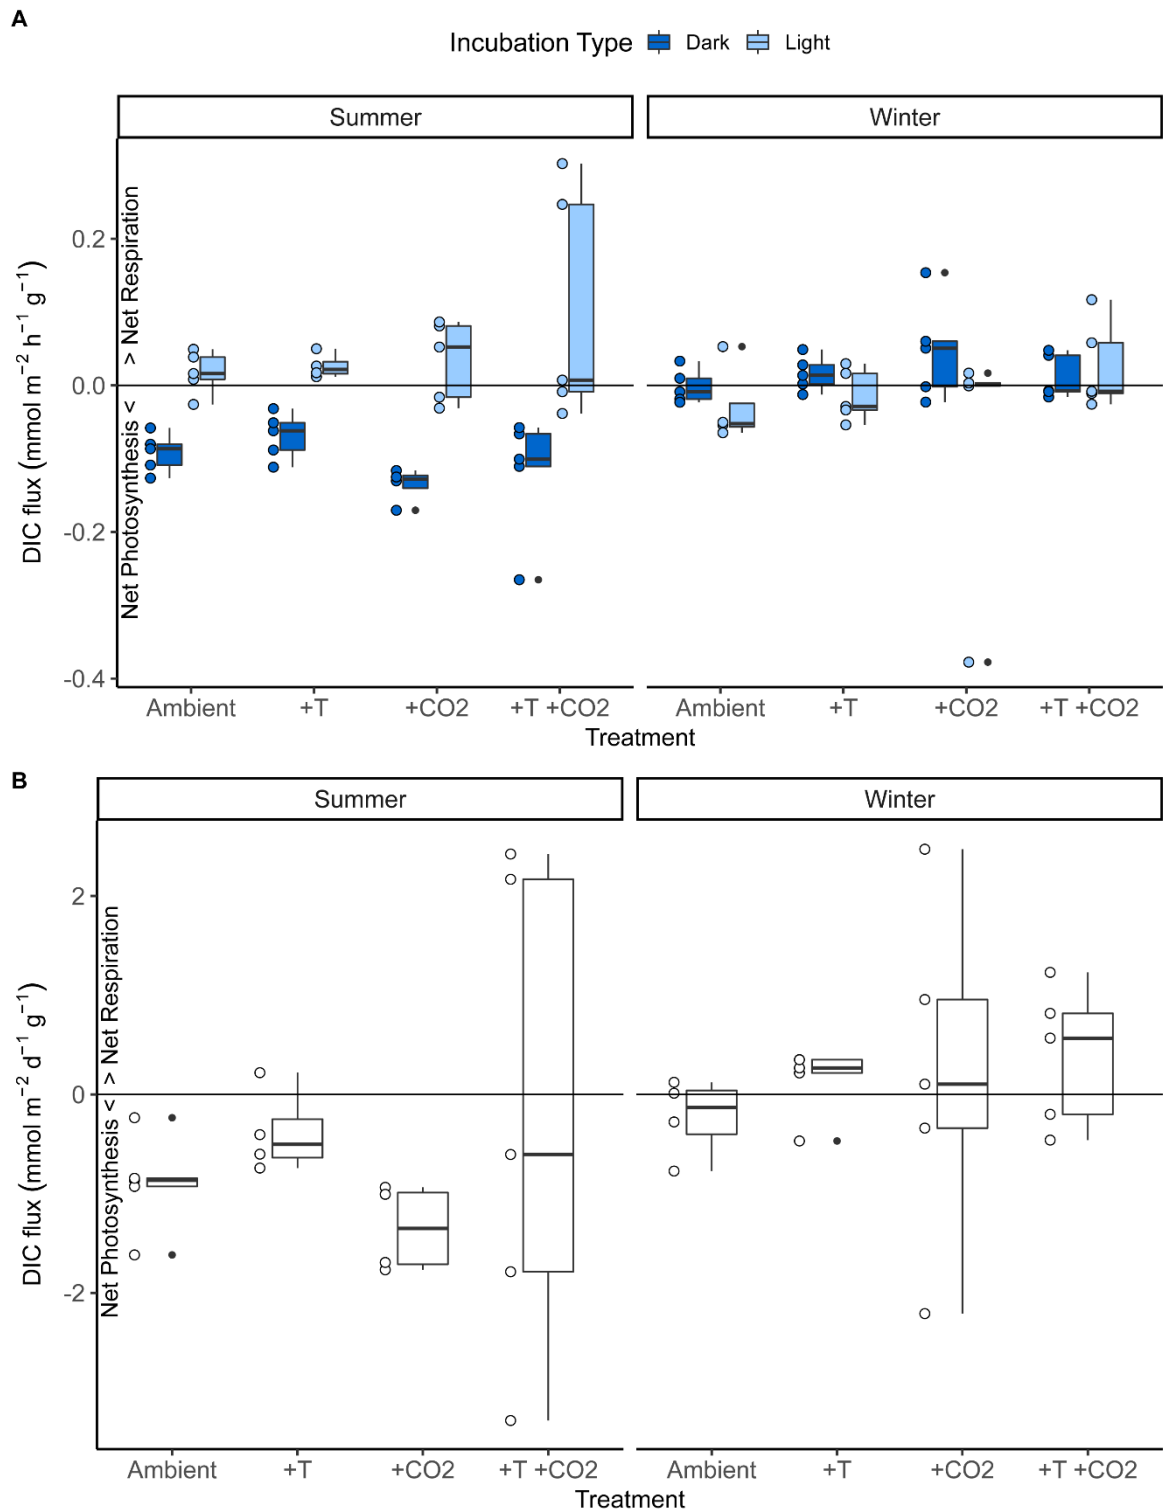 A
Incubation Type Dark Light
Summer Winter
DIC flux (mmol m⁻² h⁻¹ g⁻¹)
Net Photosynthesis < > Net Respiration
0.2
0.0
-0.2
-0.4
Ambient +T +CO2 +T +CO2 Ambient +T +CO2 +T +CO2
Treatment
B
Summer Winter
DIC flux (mmol m⁻² d⁻¹ g⁻¹)
Net Photosynthesis < > Net Respiration
2
0
-2
Ambient +T +CO2 +T +CO2 Ambient +T +CO2 +T +CO2
Treatment